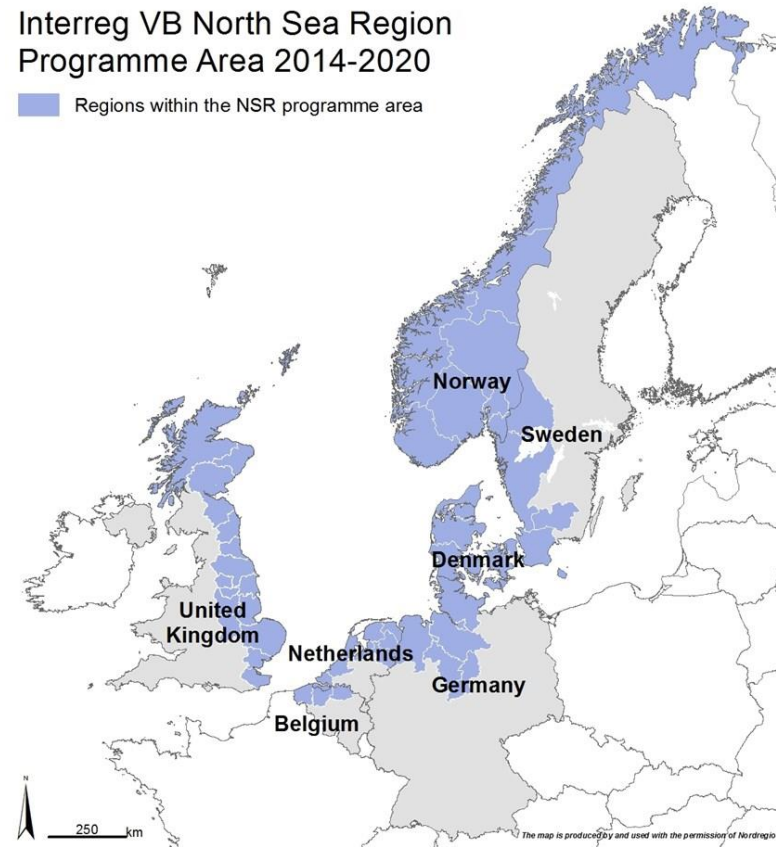 Interreg VB North Sea Region
Programme Area 2014-2020
Regions within the NSR programme area
Norway
Sweden
Denmark
United
Kingdom
Netherlands
Germany
Belgium
N
250 km
The map is produced by and used with the permission of Nordregio